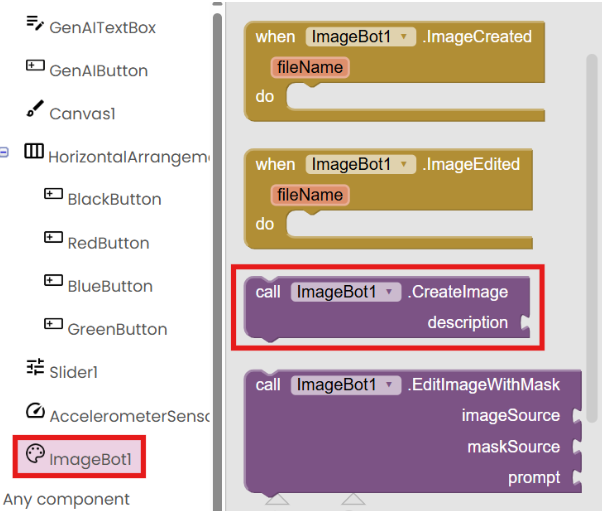 GenAITextBox
GenAIButton
Canvas1
HorizontalArrangem
BlackButton
RedButton
BlueButton
GreenButton
Slider1
AccelerometerSenso
ImageBot1
Any component
when ImageBot1 .ImageCreated
fileName
do
when ImageBot1 .ImageEdited
fileName
do
call ImageBot1 .CreateImage
description
call ImageBot1 .EditImageWithMask
imageSource
maskSource
prompt